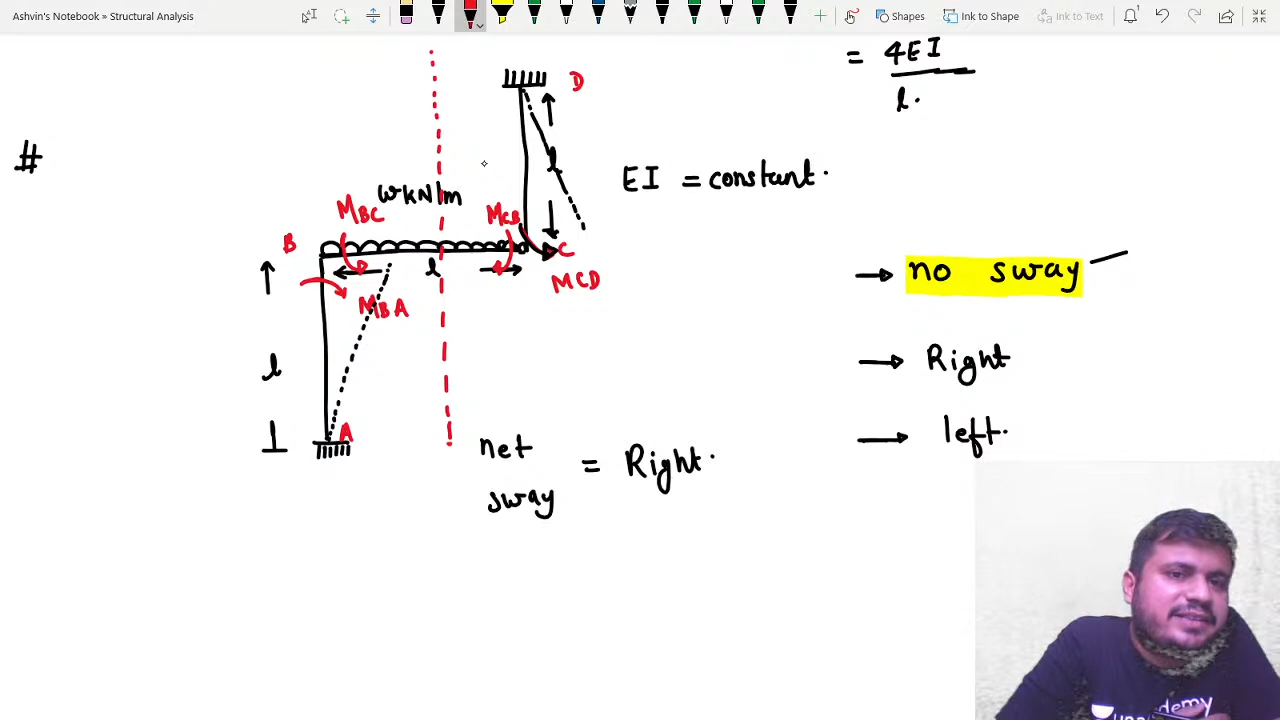 Ashvin's Notebook » Structural Analysis
Shapes
Ink to Shape
Ink to Text
= 4EI
l.
D
#
l
EI = constant.
w kN/m
MBC
MCB
B
C
l
MCD
MBA
→ no sway
→ Right
→ left.
l
A
net
sway = Right.